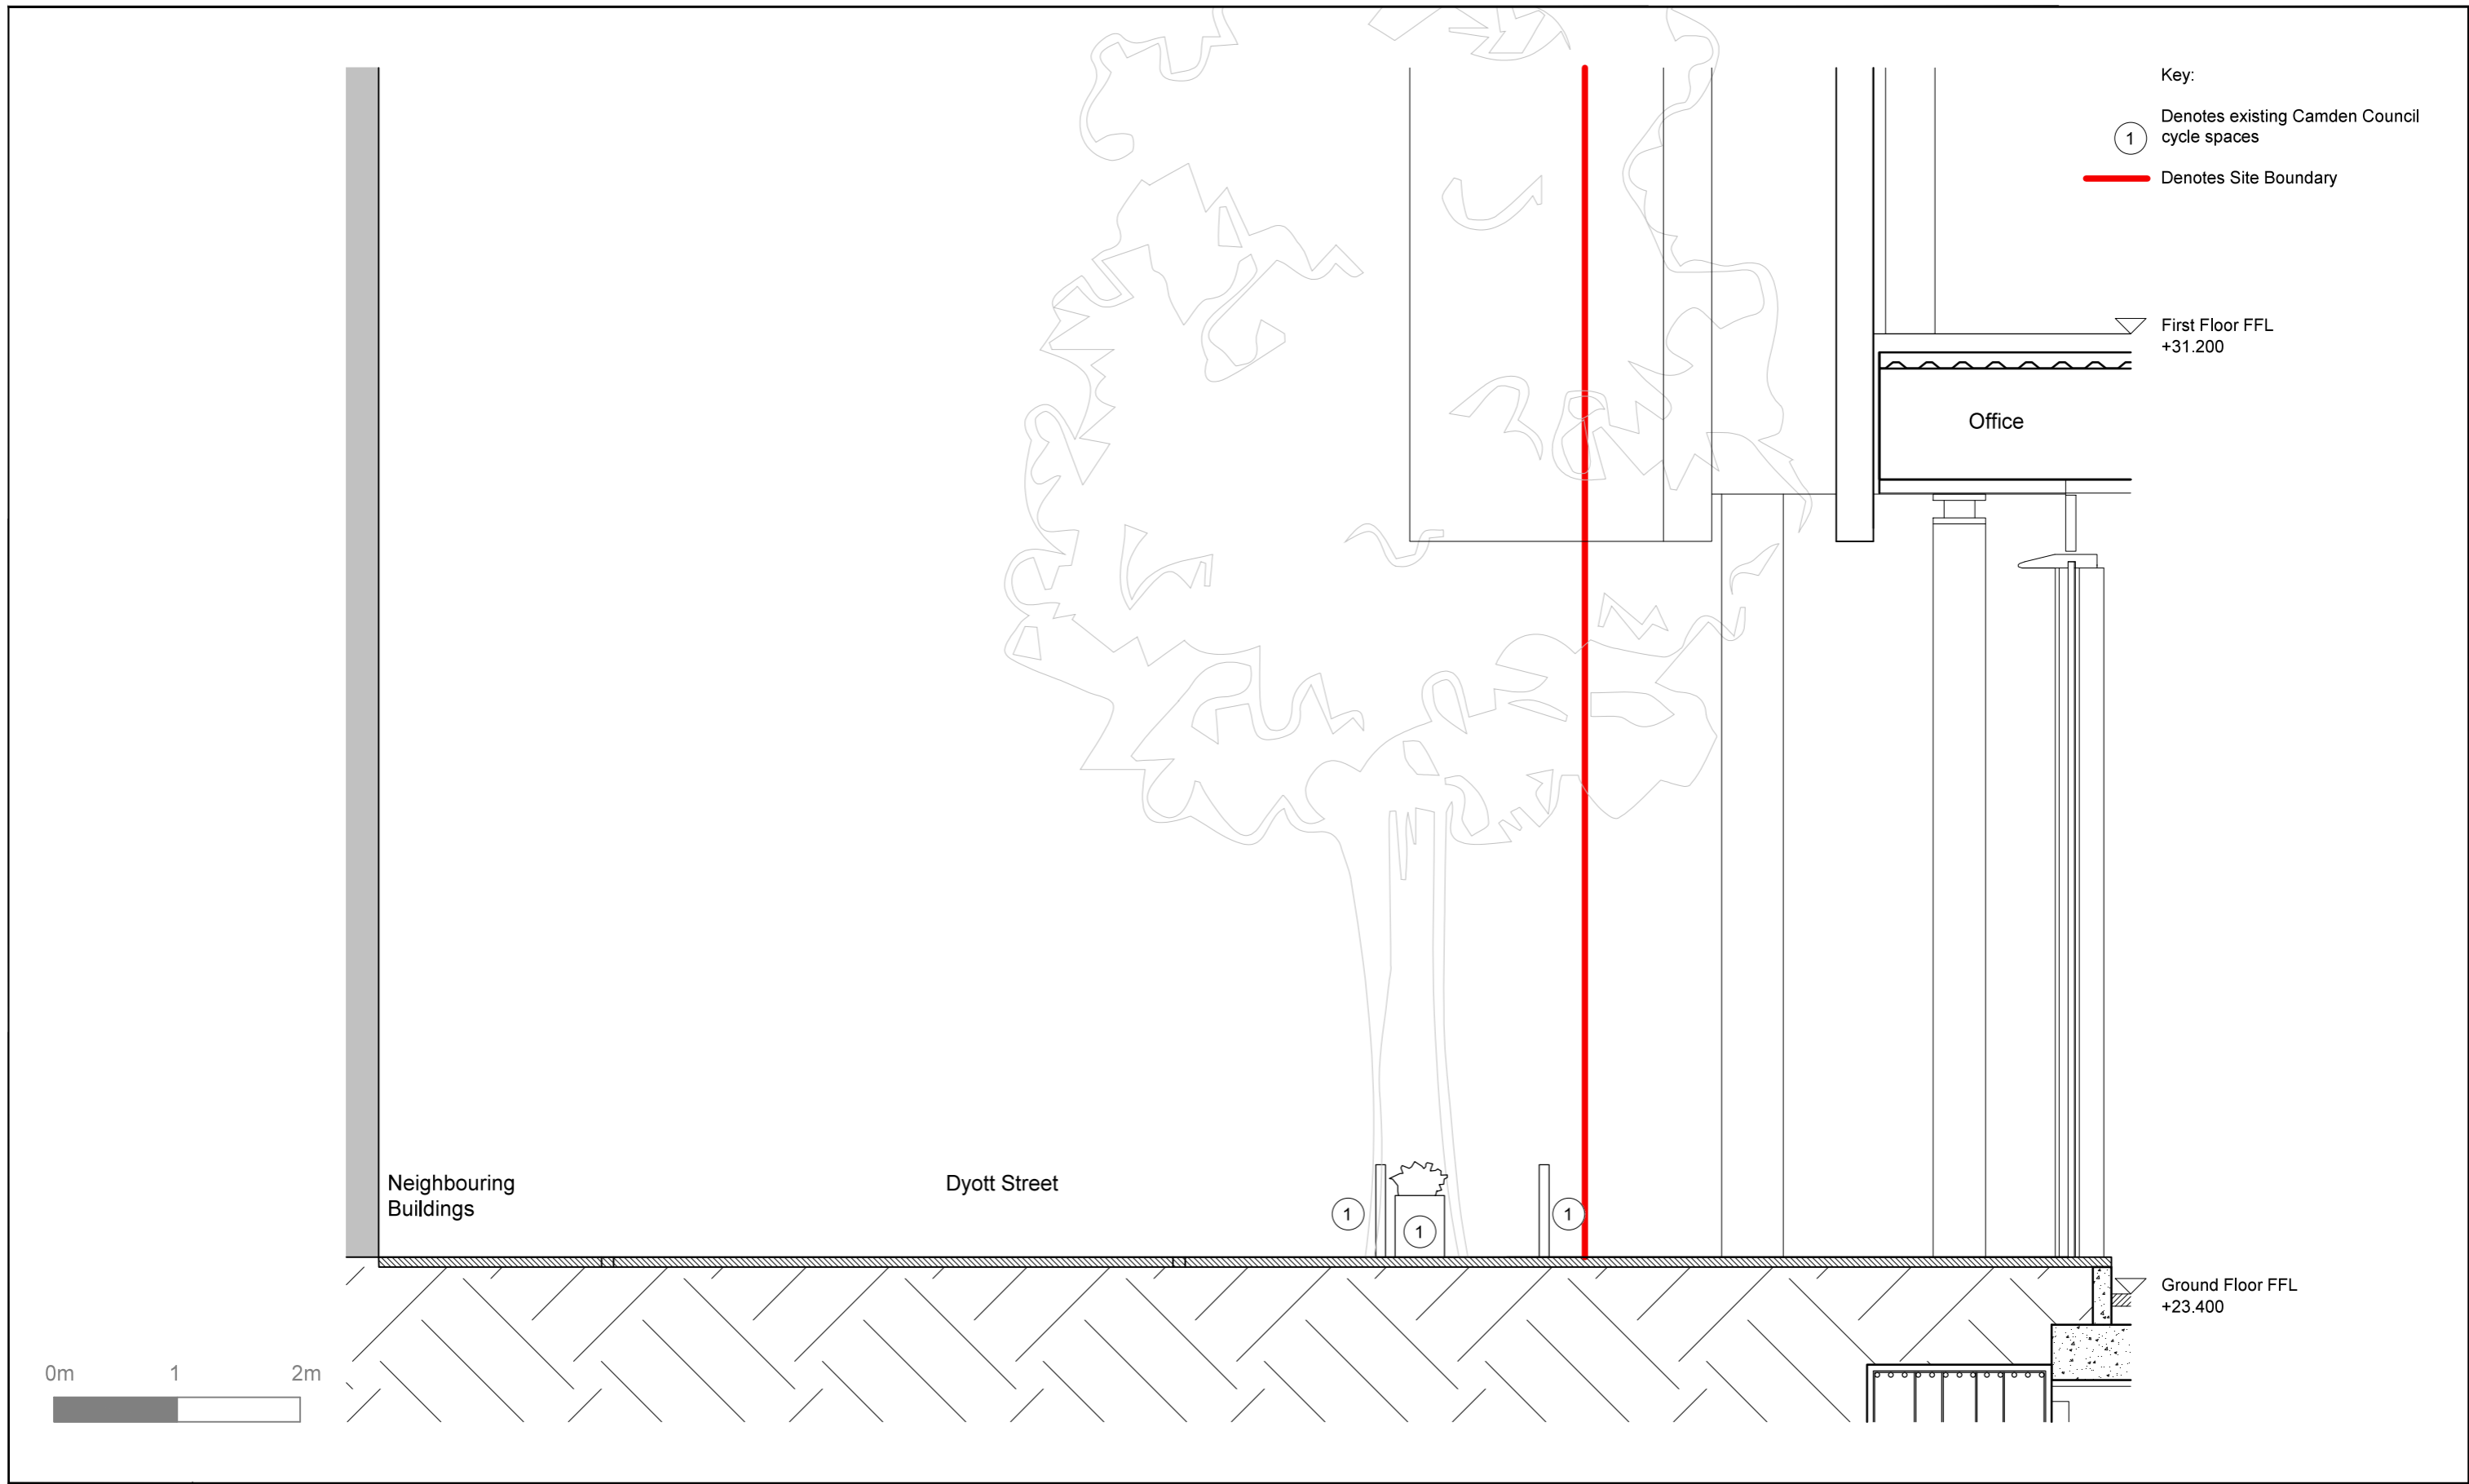 Key:
Denotes existing Camden Council
1 cycle spaces
Denotes Site Boundary
First Floor FFL
+31.200
Office
Neighbouring
Buildings
Dyott Street
1
1
1
Ground Floor FFL
+23.400
0m 1 2m